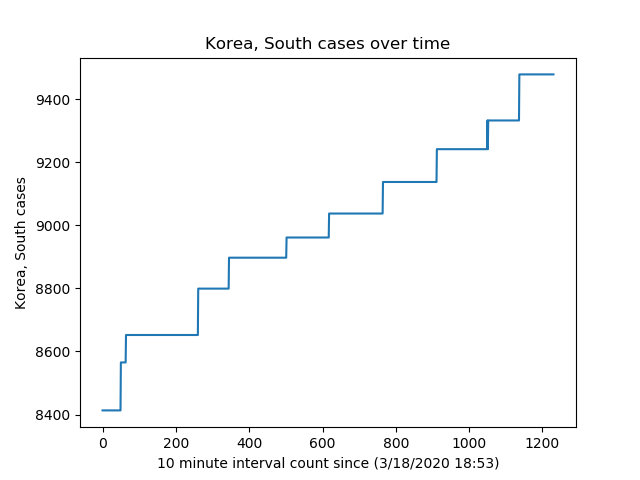 Korea, South cases over time
Korea, South cases
9400
9200
9000
8800
8600
8400
0 200 400 600 800 1000 1200
10 minute interval count since (3/18/2020 18:53)